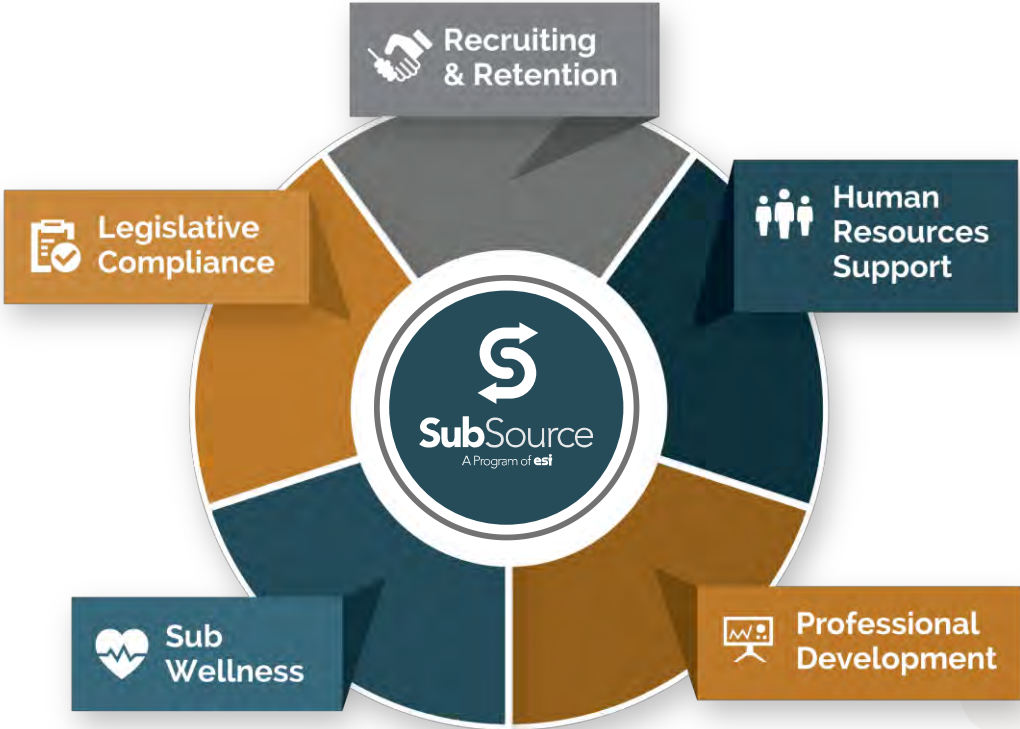 Recruiting
& Retention
Human
Resources
Support
Legislative
Compliance
SubSource
A Program of esi
Sub
Wellness
Professional
Development